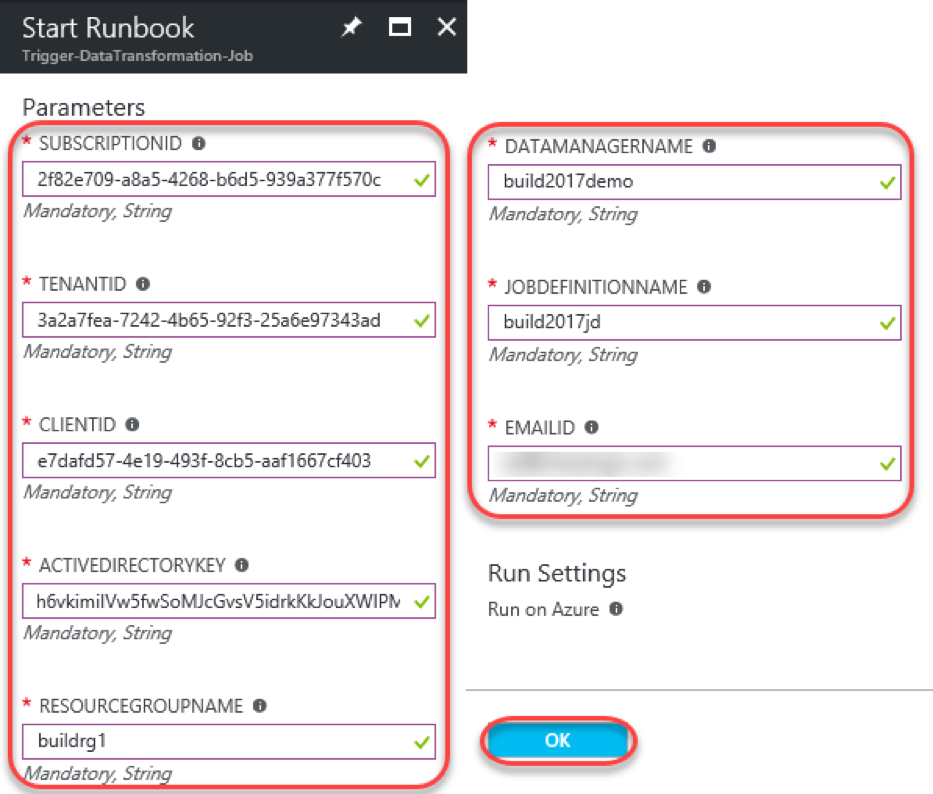 Start Runbook
Trigger-DataTransformation-Job
Parameters
* SUBSCRIPTIONID
2f82e709-a8a5-4268-b6d5-939a377f570c
Mandatory, String
* TENANTID
3a2a7fea-7242-4b65-92f3-25a6e97343ad
Mandatory, String
* CLIENTID
e7dafd57-4e19-493f-8cb5-aaf1667cf403
Mandatory, String
* ACTIVEDIRECTORYKEY
Mandatory, String
* RESOURCEGROUPNAME
buildrg1
Mandatory, String
* DATAMANAGERNAME
build2017demo
Mandatory, String
* JOBDEFINITIONNAME
build2017jd
Mandatory, String
* EMAILID
Mandatory, String
Run Settings
Run on Azure
OK